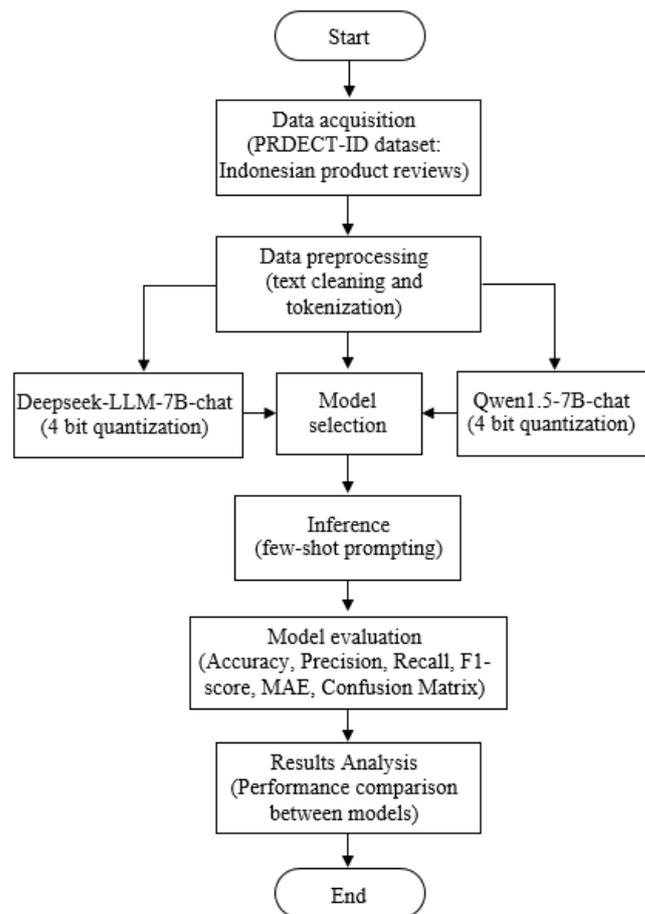 Start
Data acquisition
(PRDECT-ID dataset:
Indonesian product reviews)
Data preprocessing
(text cleaning and
tokenization)
Deepseek-LLM-7B-chat
(4 bit quantization)
Model
selection
Qwen1.5-7B-chat
(4 bit quantization)
Inference
(few-shot prompting)
Model evaluation
(Accuracy, Precision, Recall, F1-
score, MAE, Confusion Matrix)
Results Analysis
(Performance comparison
between models)
End